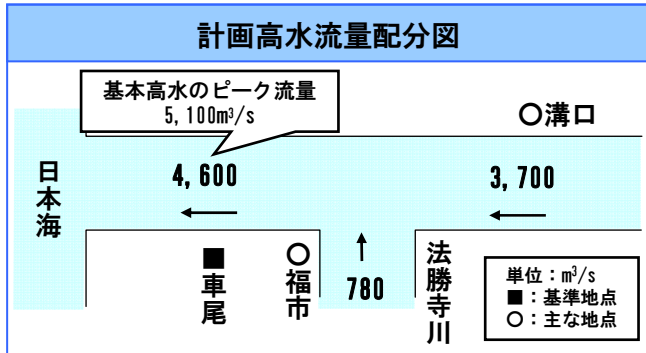 計画高水流量配分図
基本高水のピーク流量
5,100m³/s
○溝口
日本海
4,600
3,700
■車尾
○福市
780
法勝寺川
単位：m³/s
■：基準地点
○：主な地点